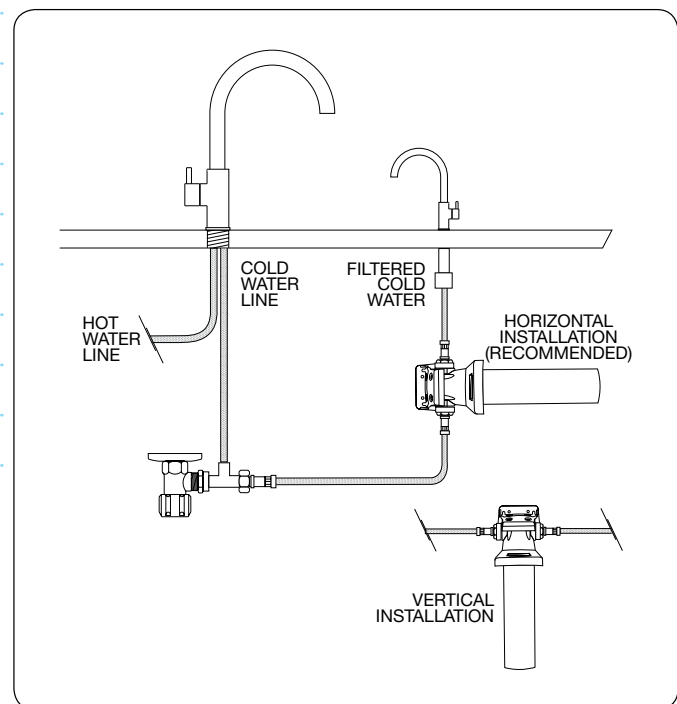 COLD
WATER
LINE
FILTERED
COLD
WATER
HOT
WATER
LINE
HORIZONTAL
INSTALLATION
(RECOMMENDED)
VERTICAL
INSTALLATION